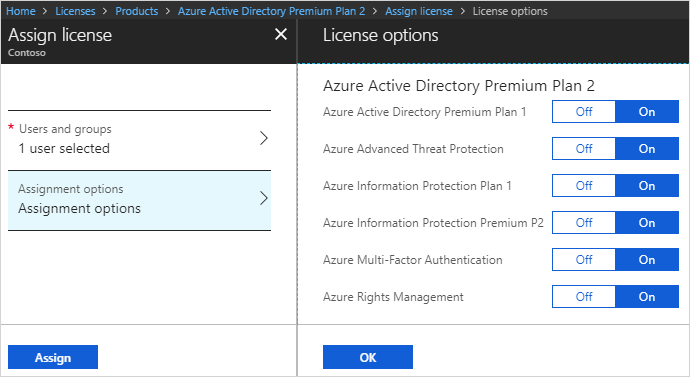 Home > Licenses > Products > Azure Active Directory Premium Plan 2 > Assign license > License options
Assign license
Contoso
* Users and groups
1 user selected
Assignment options
Assignment options
Assign
License options
Azure Active Directory Premium Plan 2
Azure Active Directory Premium Plan 1 Off On
Azure Advanced Threat Protection Off On
Azure Information Protection Plan 1 Off On
Azure Information Protection Premium P2 Off On
Azure Multi-Factor Authentication Off On
Azure Rights Management Off On
OK